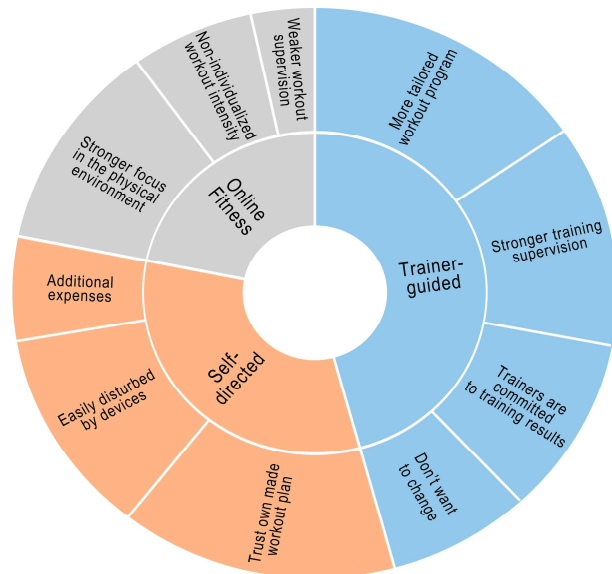 Weaker workout
supervision
Non-individualized
workout intensity
Stronger focus
in the physical
environment
Online
Fitness
More tailored
workout program
Stronger training
supervision
Trainer-
guided
Trainers are
committed
to training results
Don't want
to change
Additional
expenses
Self-
directed
Easily disturbed
by devices
Trust own made
workout plan